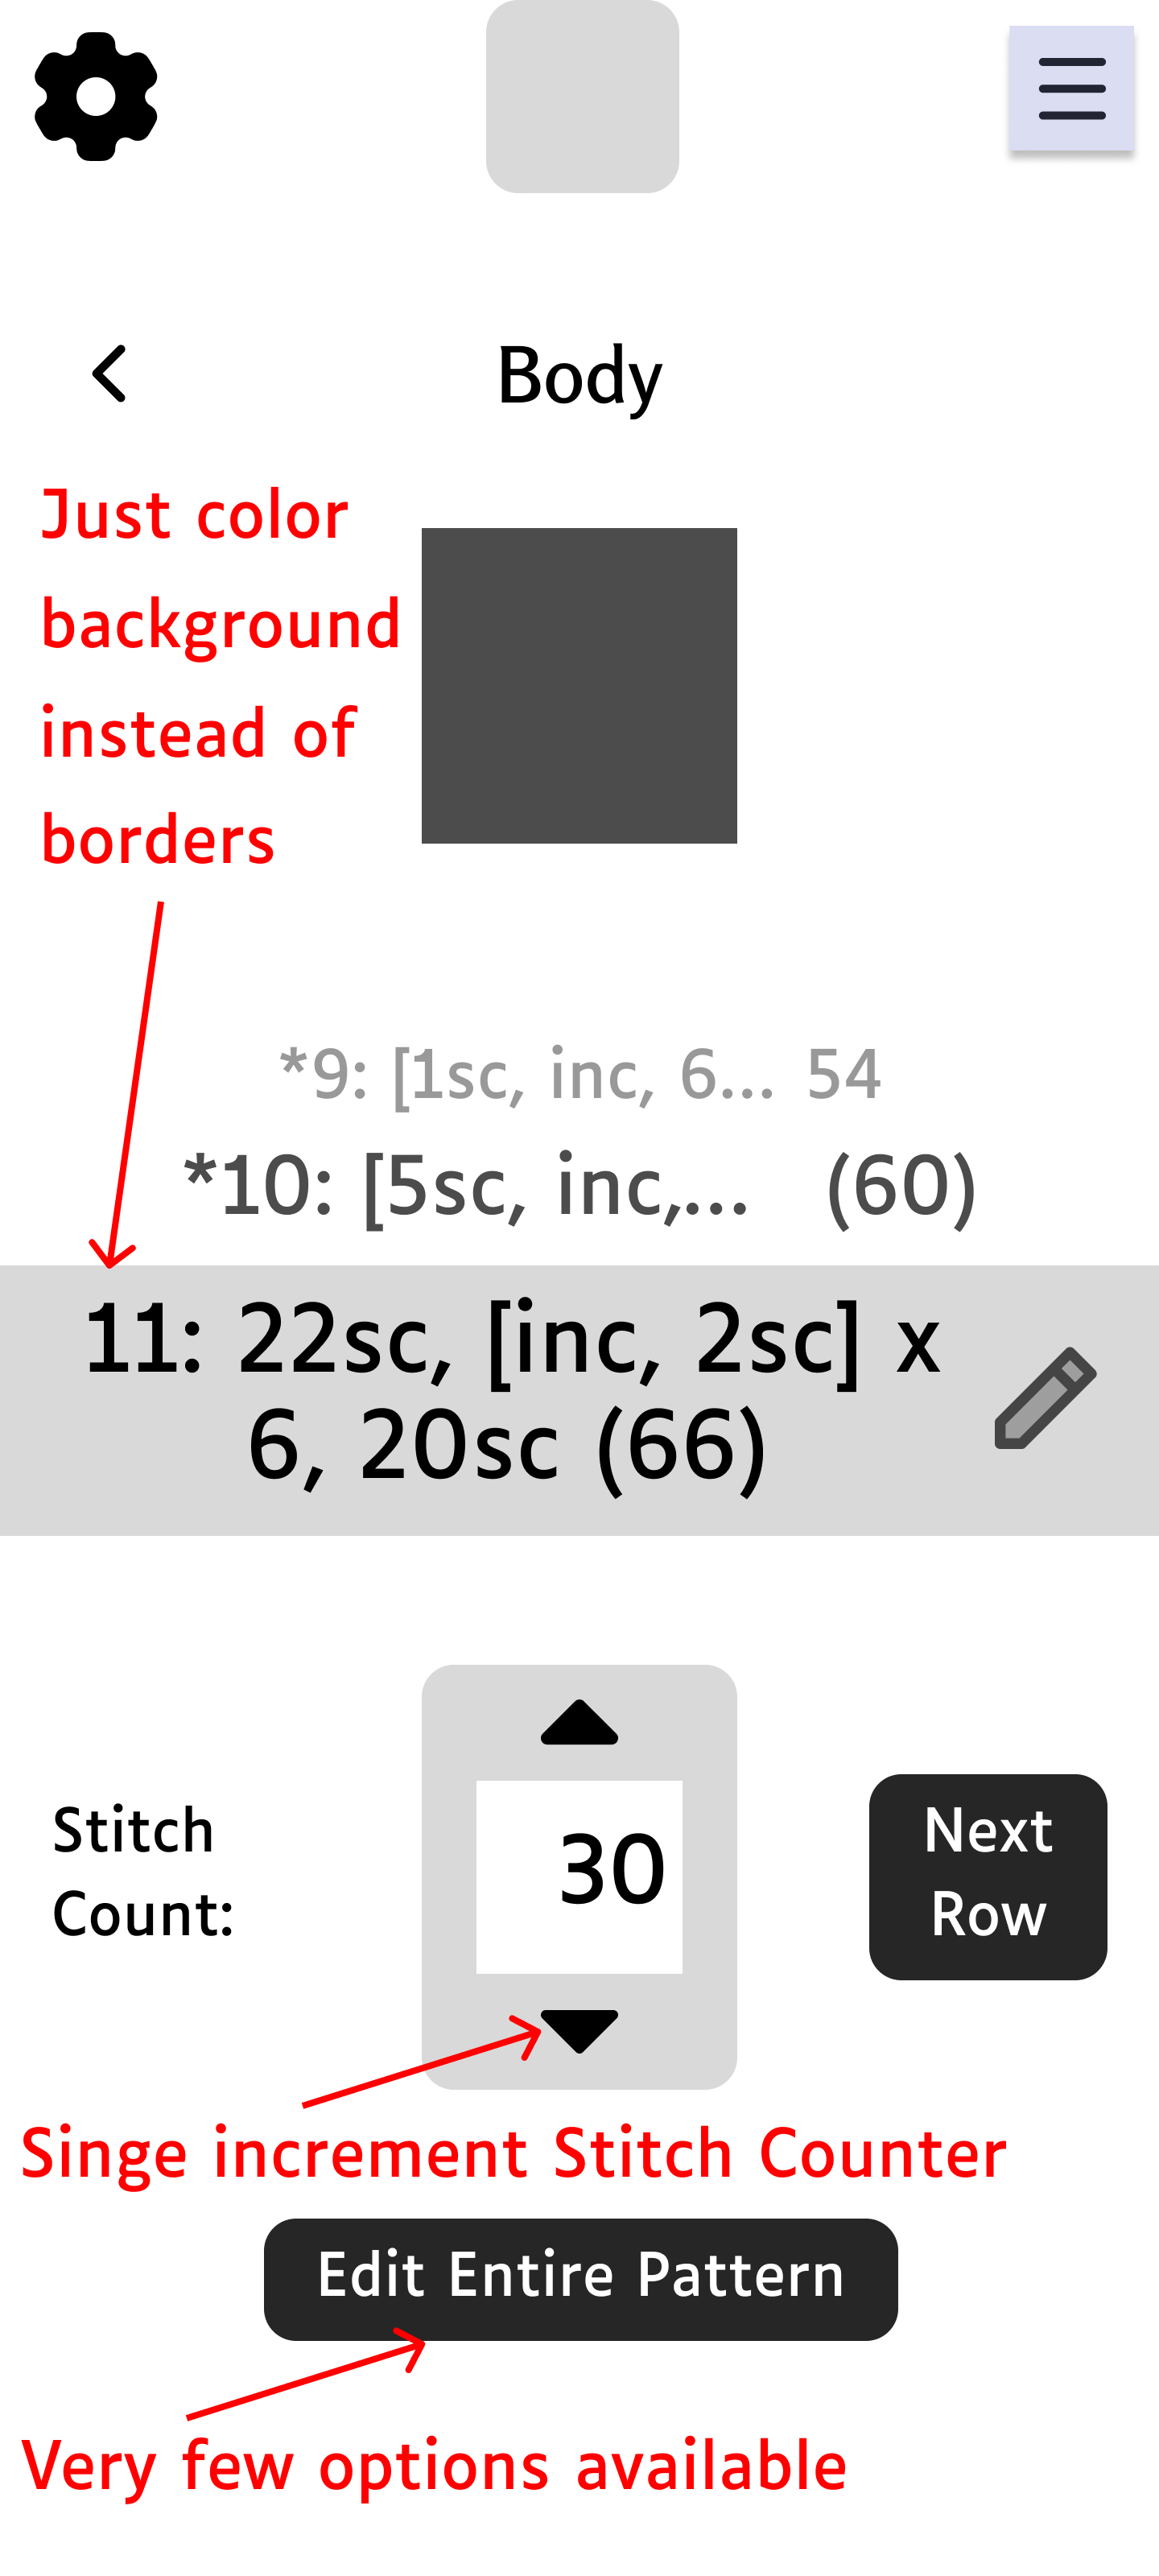 Body
Just color
background
instead of
borders
*9: [1sc, inc, 6... 54
*10: [5sc, inc,... (60)
11: 22sc, [inc, 2sc] x
6, 20sc (66)
Stitch
Count:
30
Next
Row
Singe increment Stitch Counter
Edit Entire Pattern
Very few options available